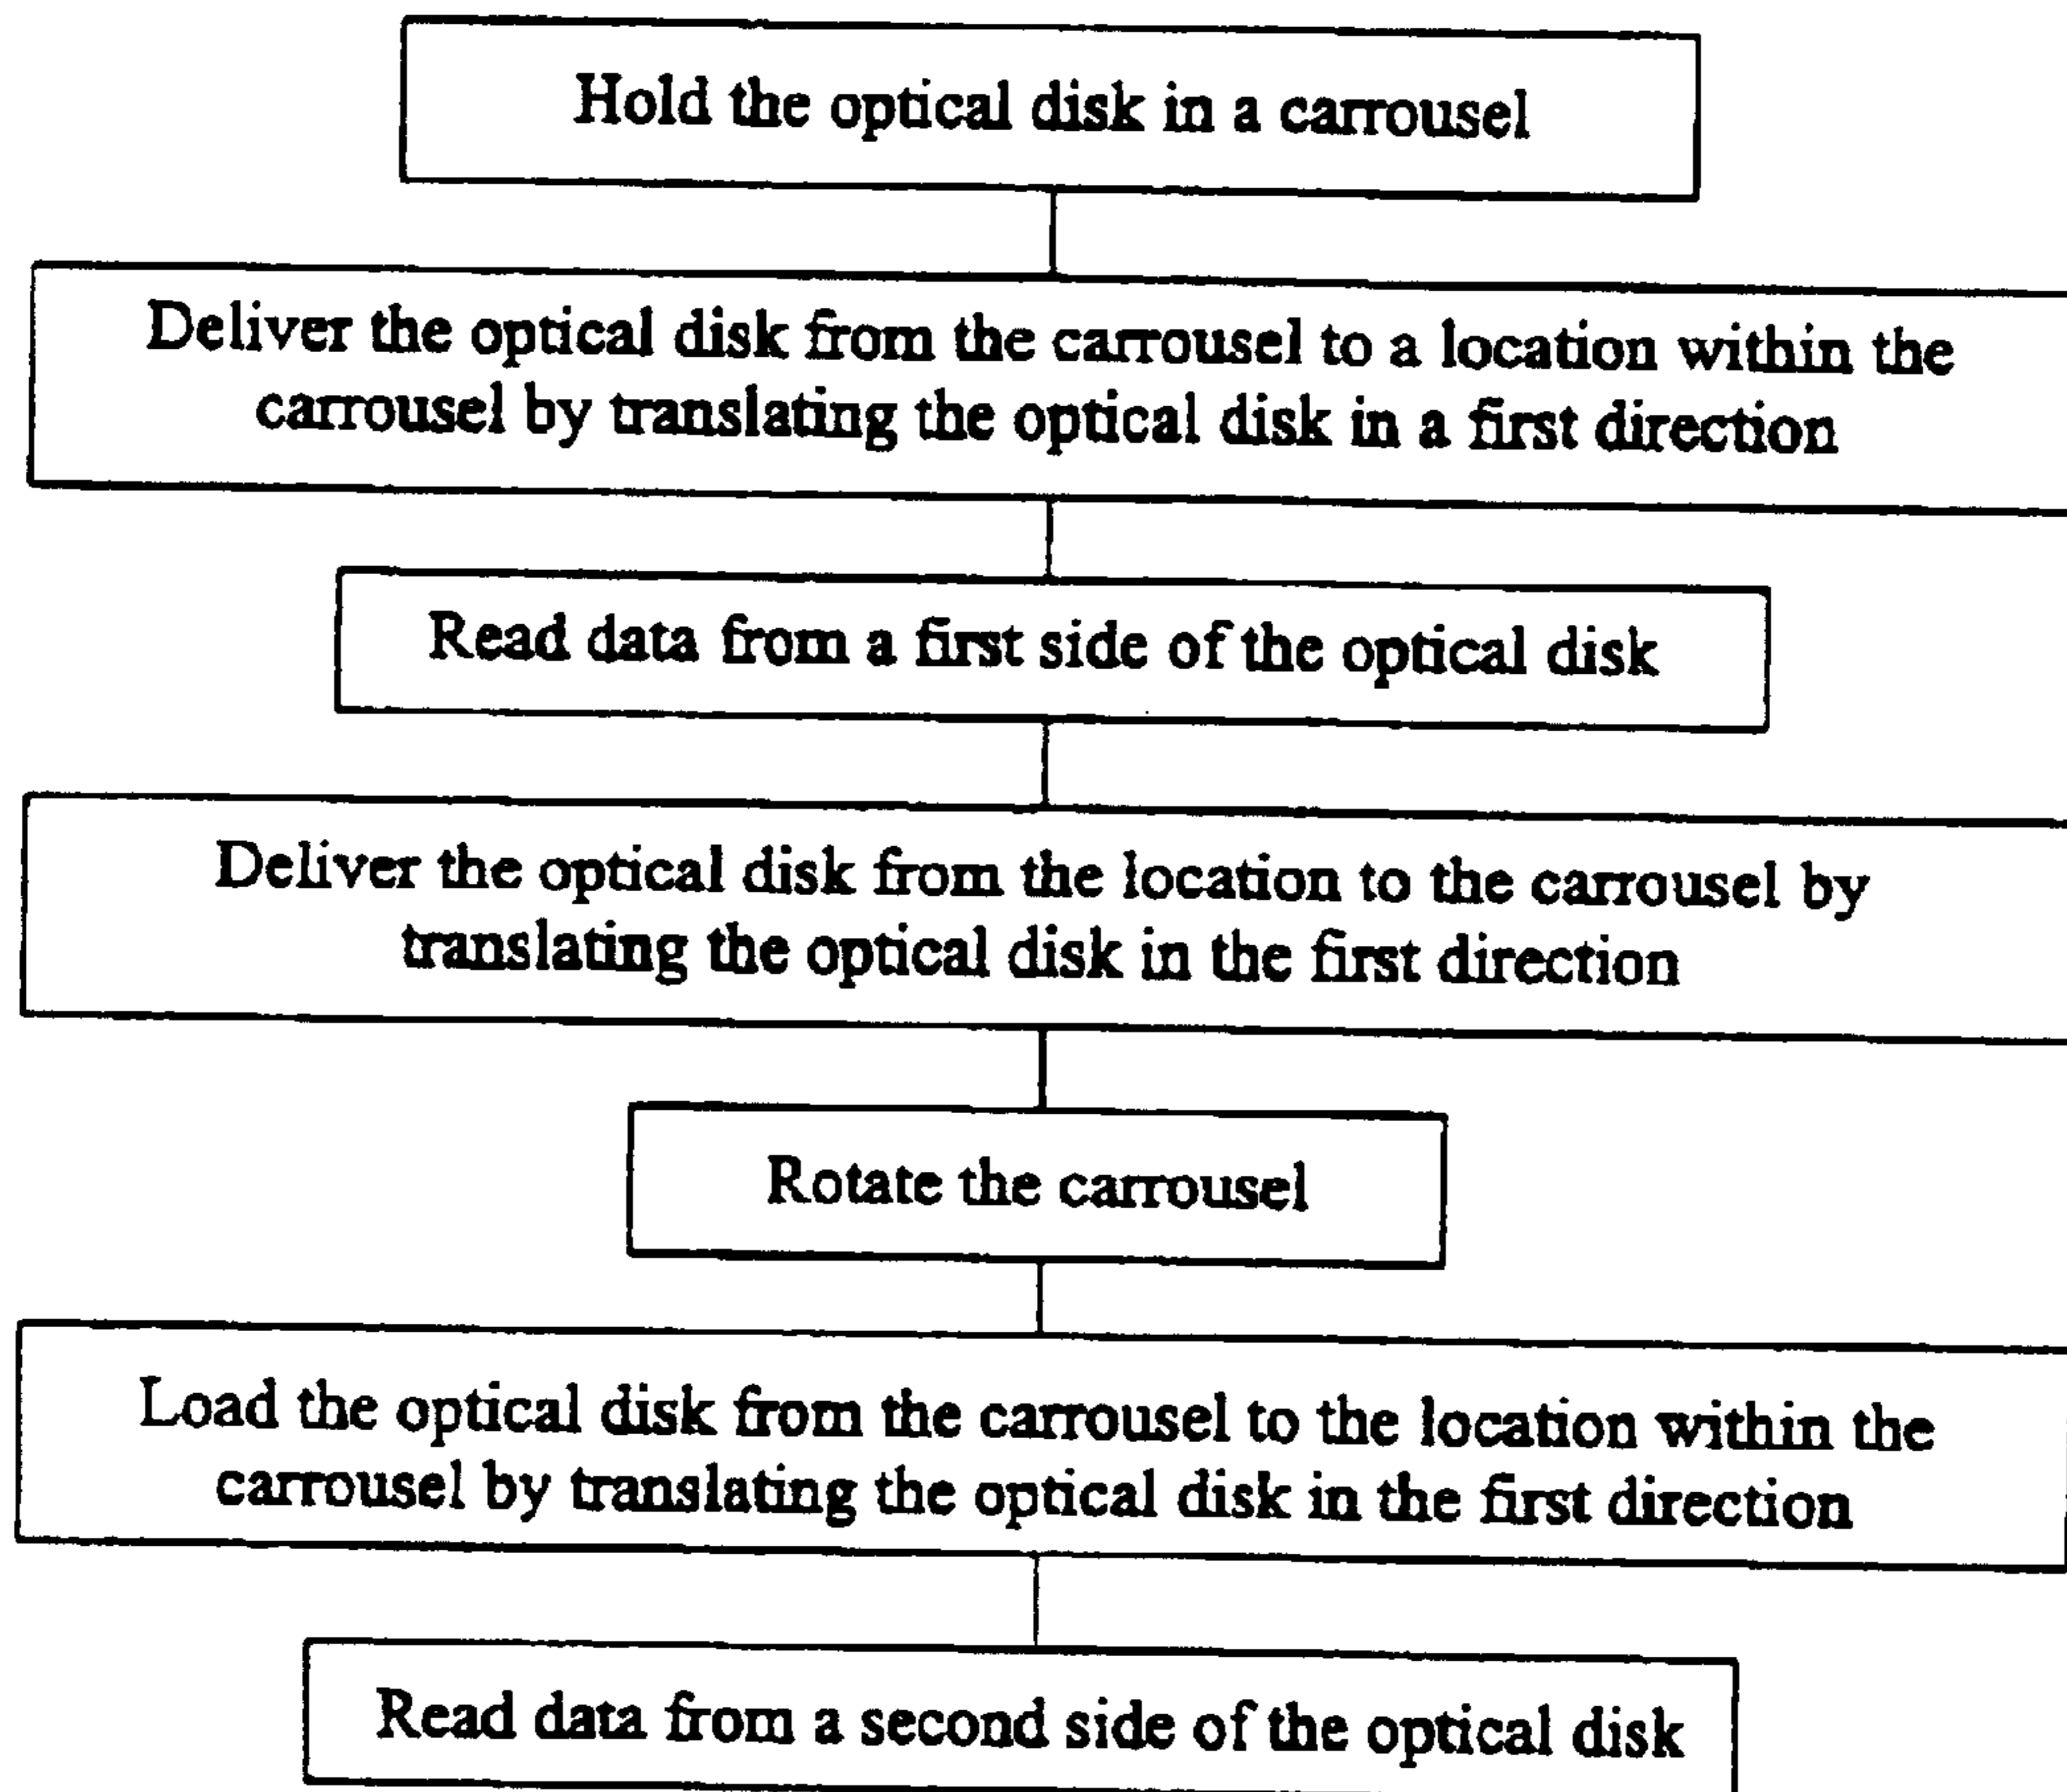 Hold the optical disk in a carrousel
Deliver the optical disk from the carrousel to a location within the
carrousel by translating the optical disk in a first direction
Read data from a first side of the optical disk
Deliver the optical disk from the location to the carrousel by
translating the optical disk in the first direction
Rotate the carrousel
Load the optical disk from the carrousel to the location within the
carrousel by translating the optical disk in the first direction
Read data from a second side of the optical disk